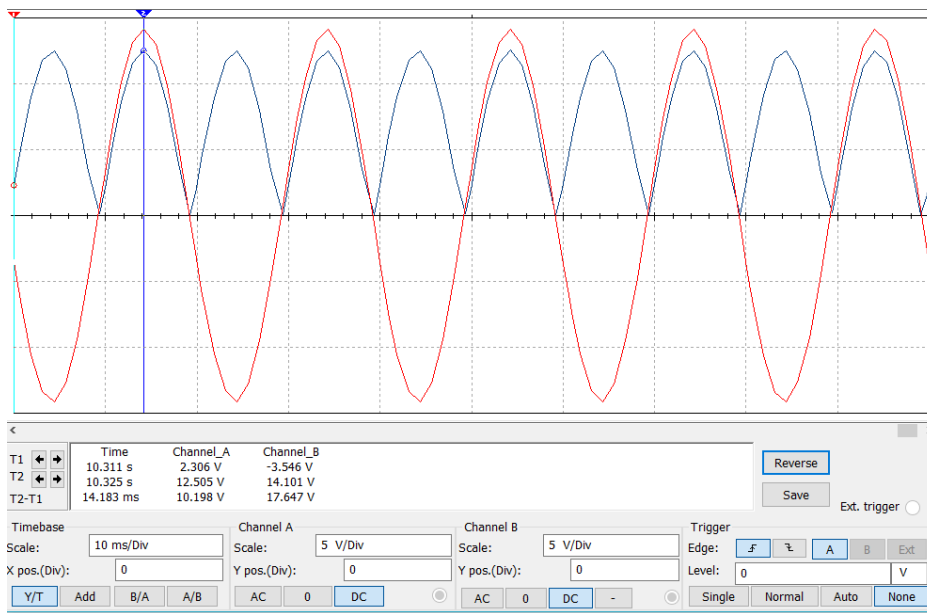 1 2
Time Channel_A Channel_B
T1 10.311 s 2.306 V -3.546 V
T2 10.325 s 12.505 V 14.101 V
T2-T1 14.183 ms 10.198 V 17.647 V
Reverse
Save
Ext. trigger
Timebase Channel A Channel B Trigger
Scale: 10 ms/Div Scale: 5 V/Div Scale: 5 V/Div Edge: A B Ext
X pos.(Div): 0 Y pos.(Div): 0 Y pos.(Div): 0 Level: 0 V
Y/T Add B/A A/B AC 0 DC AC 0 DC - Single Normal Auto None